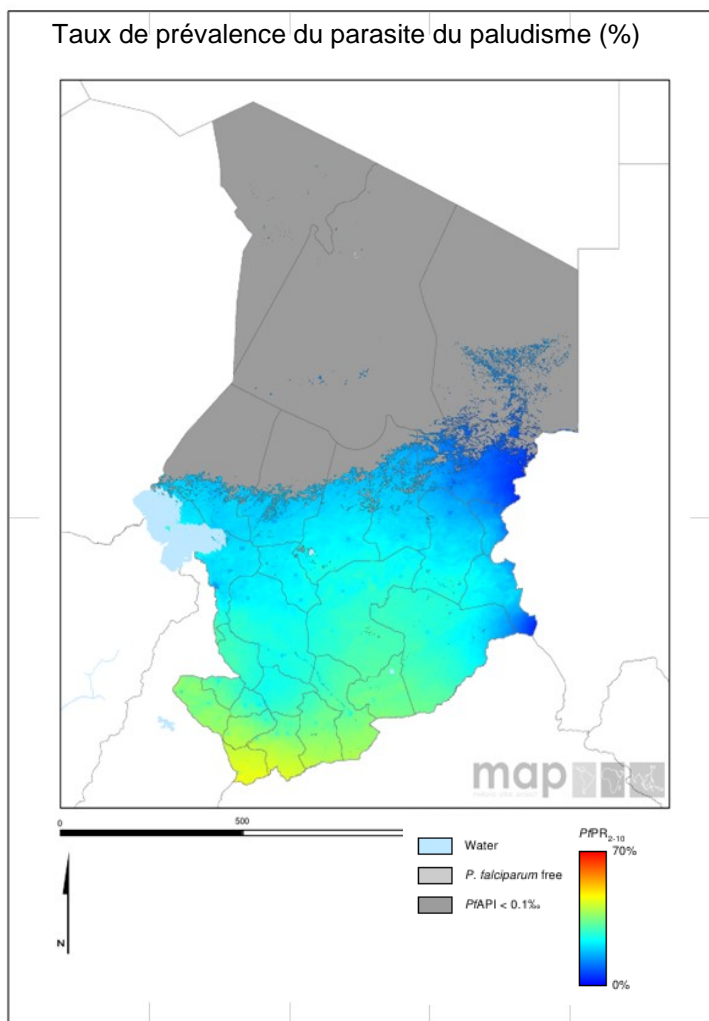 Taux de prévalence du parasite du paludisme (%)
map
0
500
Water
P. falciparum free
PfAPI < 0.1‰
PfPR2-10
70%
0%
N